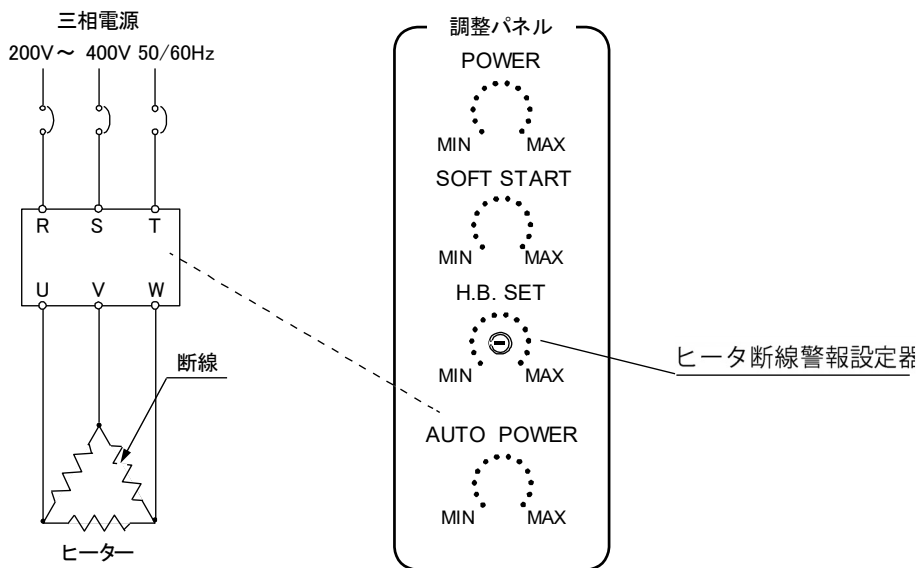 三相電源
200V～ 400V 50/60Hz
R S T
U V W
断線
ヒーター
調整パネル
POWER
MIN MAX
SOFT START
MIN MAX
H.B. SET
MIN MAX
ヒータ断線警報設定器
AUTO POWER
MIN MAX